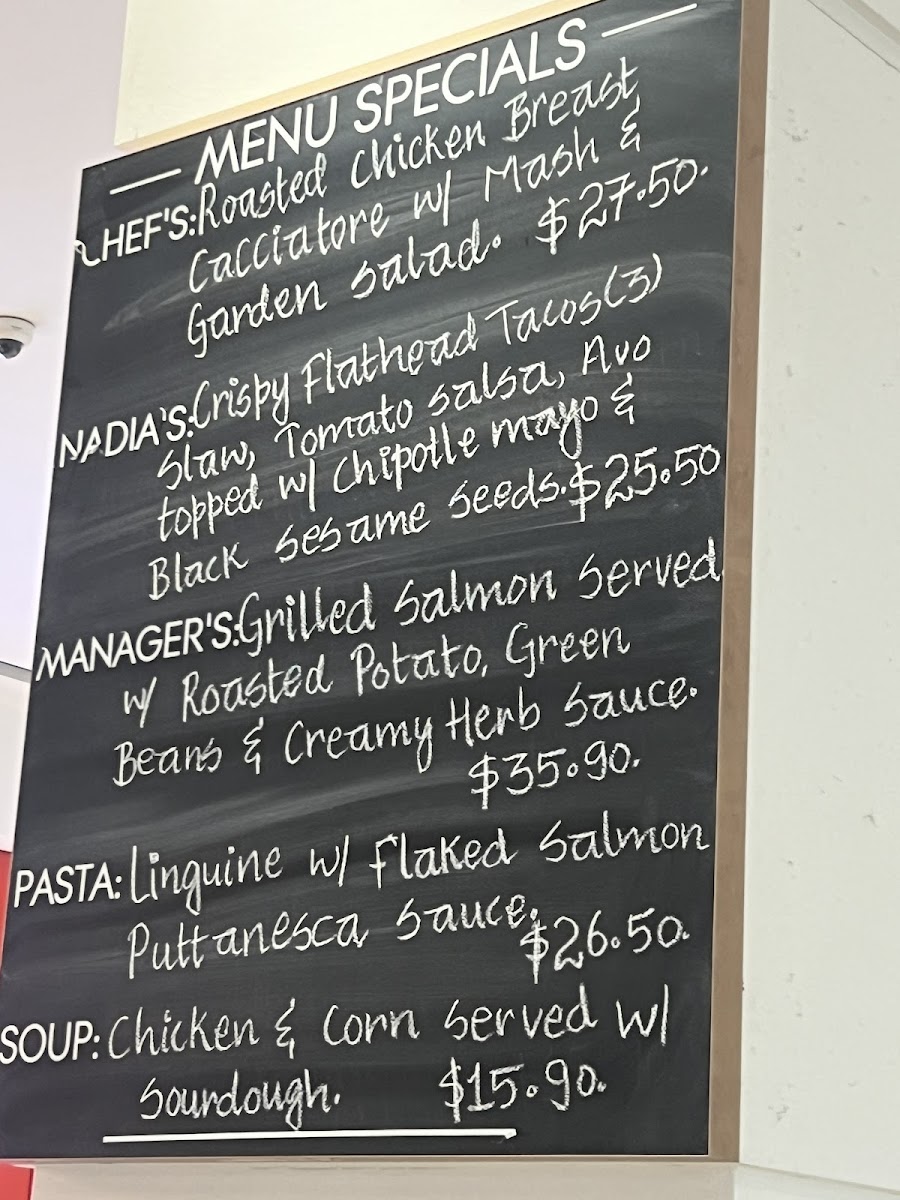 MENU SPECIALS
CHEF'S: Roasted Chicken Breast
Cacciatore w/ Mash &
Garden Salad. $27.50.
NADIA'S: Crispy Flathead Tacos (3)
Slaw, Tomato salsa, Avo
topped w/ Chipotle mayo &
Black sesame seeds. $25.50
MANAGER'S: Grilled Salmon Served
w/ Roasted Potato, Green
Beans & Creamy Herb Sauce.
$35.90.
PASTA: Linguine w/ Flaked Salmon
Puttanesca Sauce.
$26.50.
SOUP: Chicken & Corn Served w/
Sourdough. $15.90.